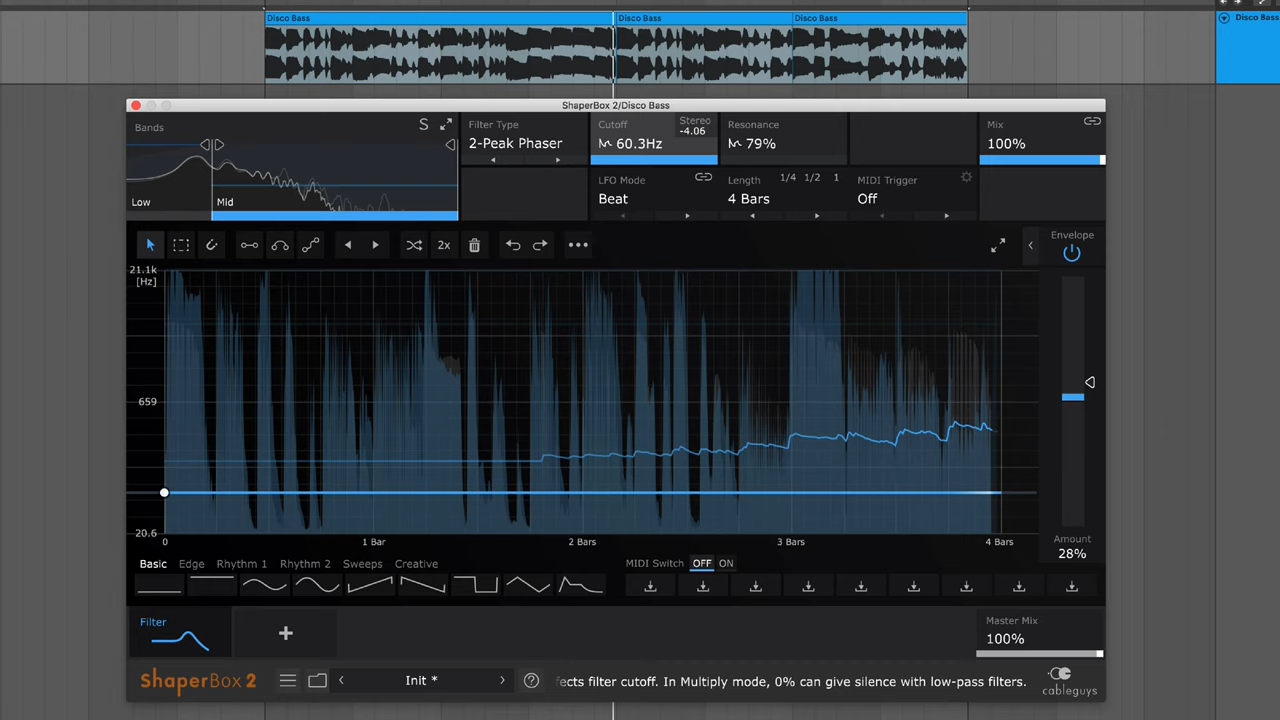 Disco Bass
Disco Bass
Disco Bass
Disco Bass
ShaperBox 2/Disco Bass
Bands
S
Low
Mid
Filter Type
2-Peak Phaser
Cutoff
60.3Hz
Stereo
-4.06
Resonance
79%
Mix
100%
LFO Mode
Beat
Length
1/4 1/2 1
4 Bars
MIDI Trigger
Off
2x
Envelope
21.1k
[Hz]
659
20.6
0
1 Bar
2 Bars
3 Bars
4 Bars
Amount
28%
Basic Edge Rhythm 1 Rhythm 2 Sweeps Creative
MIDI Switch OFF ON
Filter
+
Master Mix
100%
ShaperBox 2
Init *
?
fects filter cutoff. In Multiply mode, 0% can give silence with low-pass filters.
cableguys